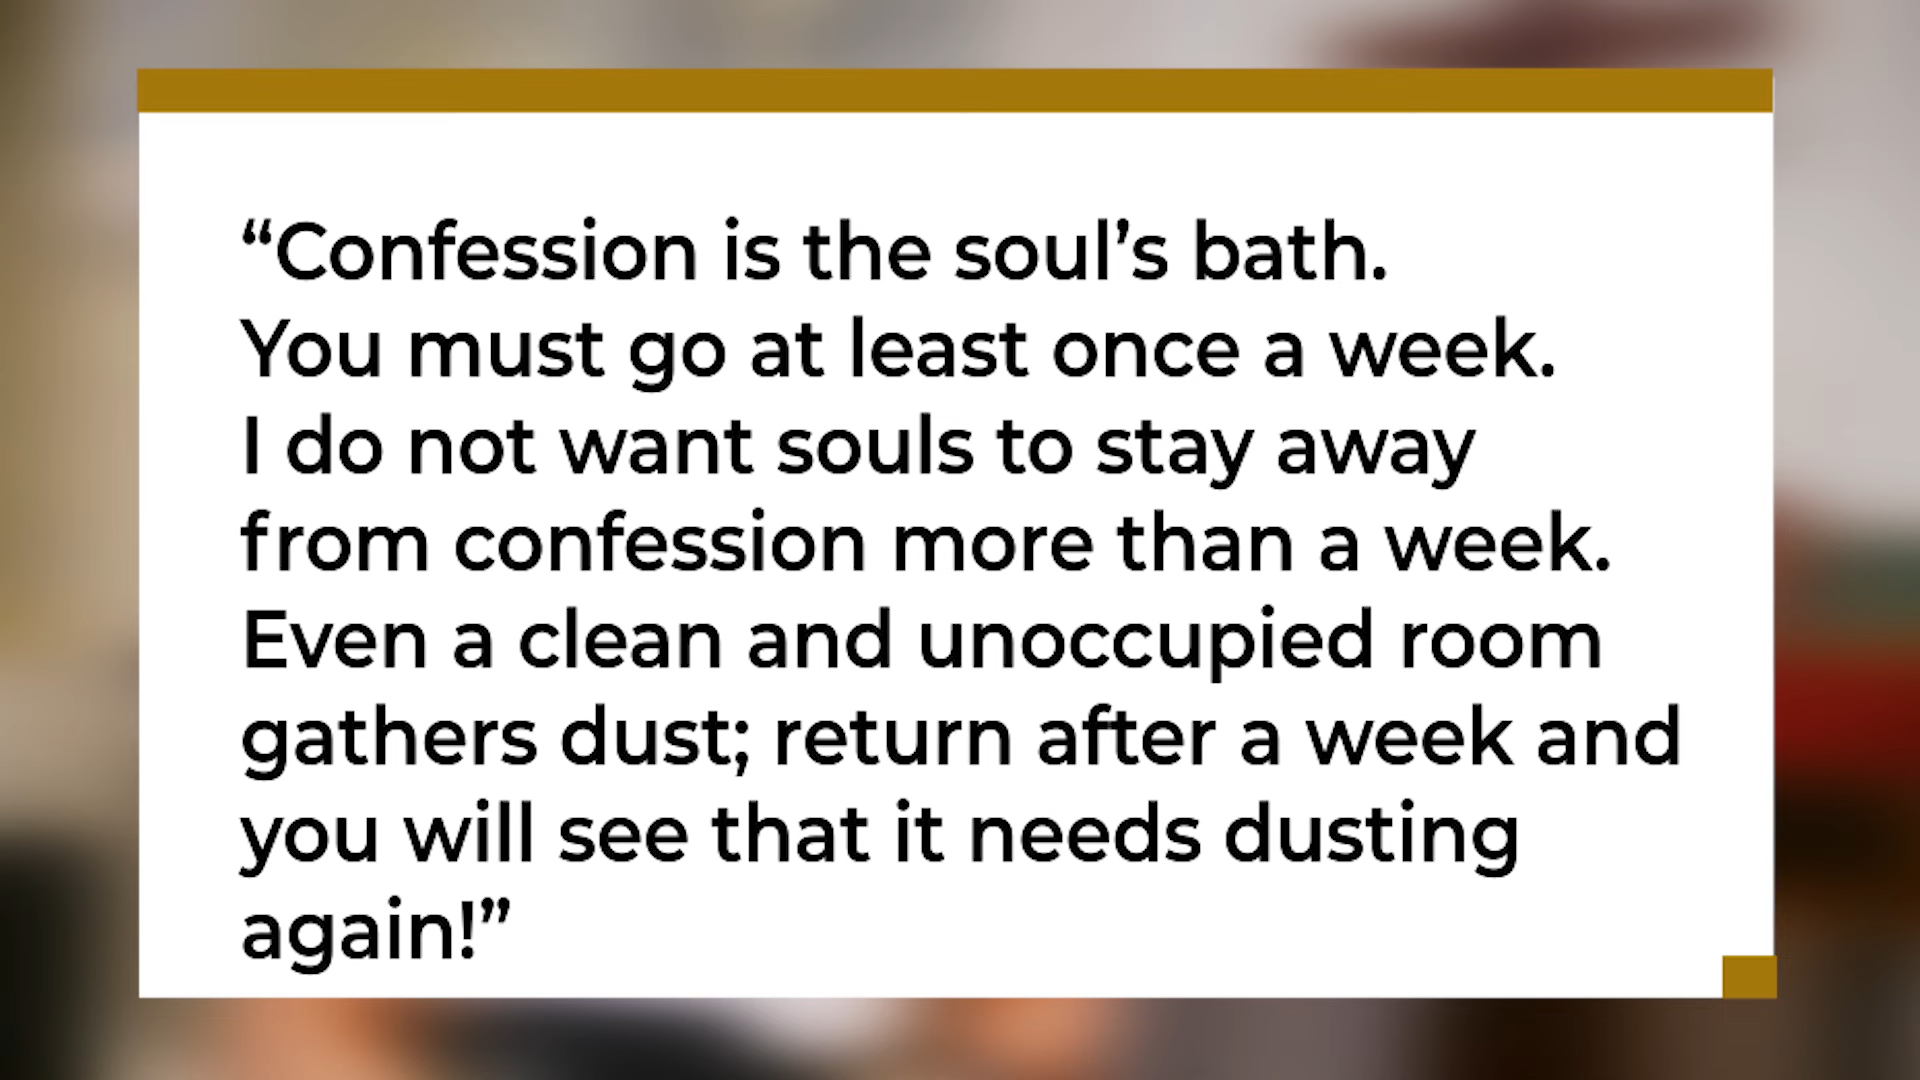 “Confession is the soul’s bath.
You must go at least once a week.
I do not want souls to stay away
from confession more than a week.
Even a clean and unoccupied room
gathers dust; return after a week and
you will see that it needs dusting
again!”